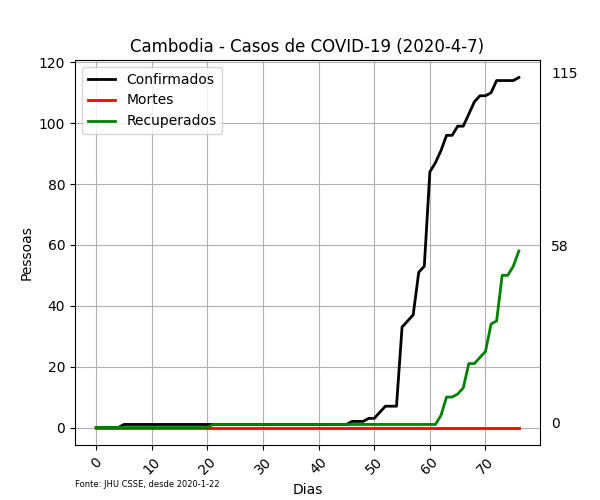 Cambodia - Casos de COVID-19 (2020-4-7)
Confirmados
Mortes
Recuperados
Pessoas
120
100
80
60
40
20
0
115
58
0
0
10
20
30
40
50
60
70
Dias
Fonte: JHU CSSE, desde 2020-1-22